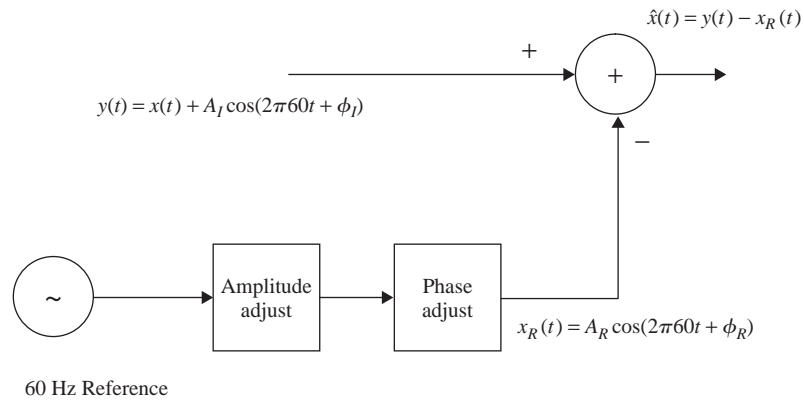 x̂(t) = y(t) − x_R(t)
+
+
y(t) = x(t) + A_I cos(2π60t + ϕ_I)
−
~
Amplitude
adjust
Phase
adjust
x_R(t) = A_R cos(2π60t + ϕ_R)
60 Hz Reference